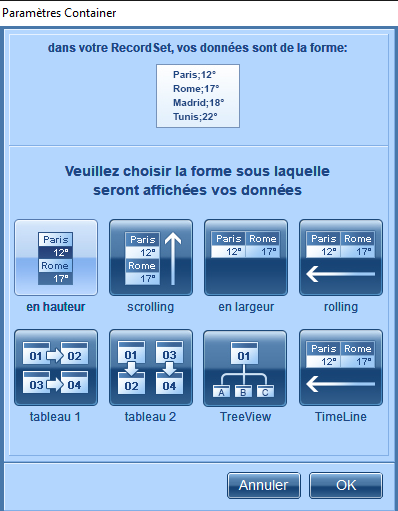 Paramètres Container
dans votre RecordSet, vos données sont de la forme:
Paris;12°
Rome;17°
Madrid;18°
Tunis;22°
Veuillez choisir la forme sous laquelle
seront affichées vos données
Paris
12°
Rome
17°
en hauteur
Paris
12°
Rome
17°
scrolling
Paris Rome
12° 17°
en largeur
Paris Rome
12° 17°
rolling
01 02
03 04
tableau 1
01 03
02 04
tableau 2
01
A B C
TreeView
Paris Rome
12° 17°
TimeLine
Annuler OK